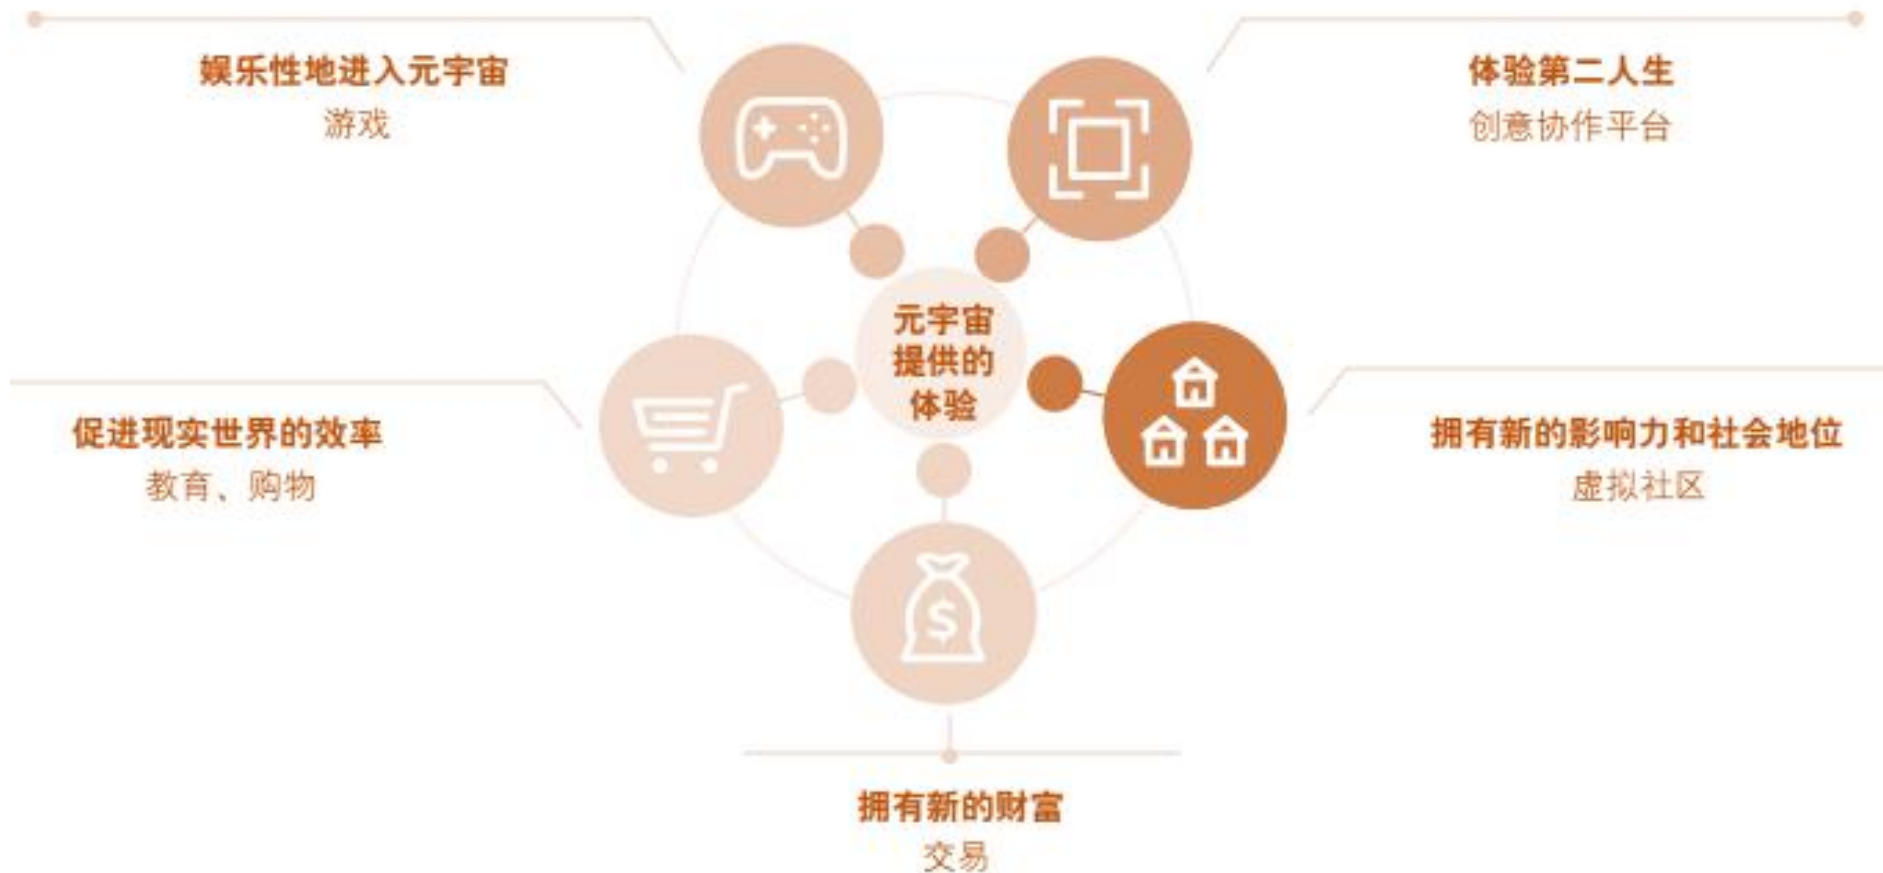 娱乐性地进入元宇宙
游戏
体验第二人生
创意协作平台
元宇宙
提供的
体验
促进现实世界的效率
教育、购物
拥有新的影响力和社会地位
虚拟社区
$
拥有新的财富
交易